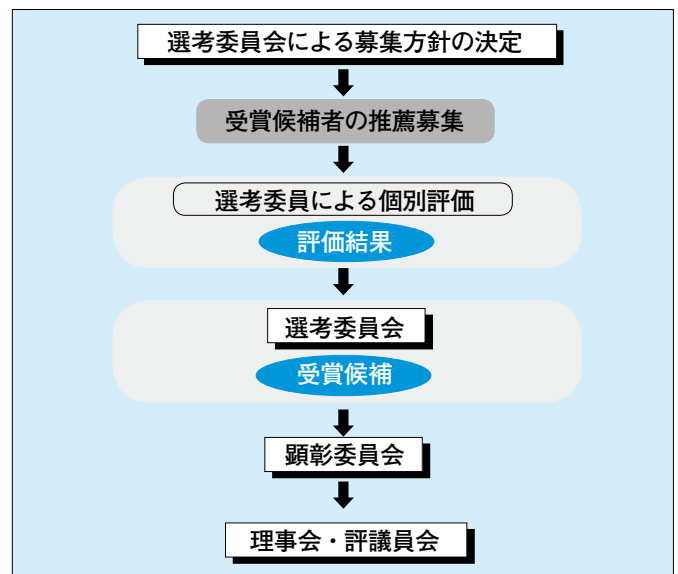 選考委員会による募集方針の決定
受賞候補者の推薦募集
選考委員による個別評価
評価結果
選考委員会
受賞候補
顕彰委員会
理事会・評議員会